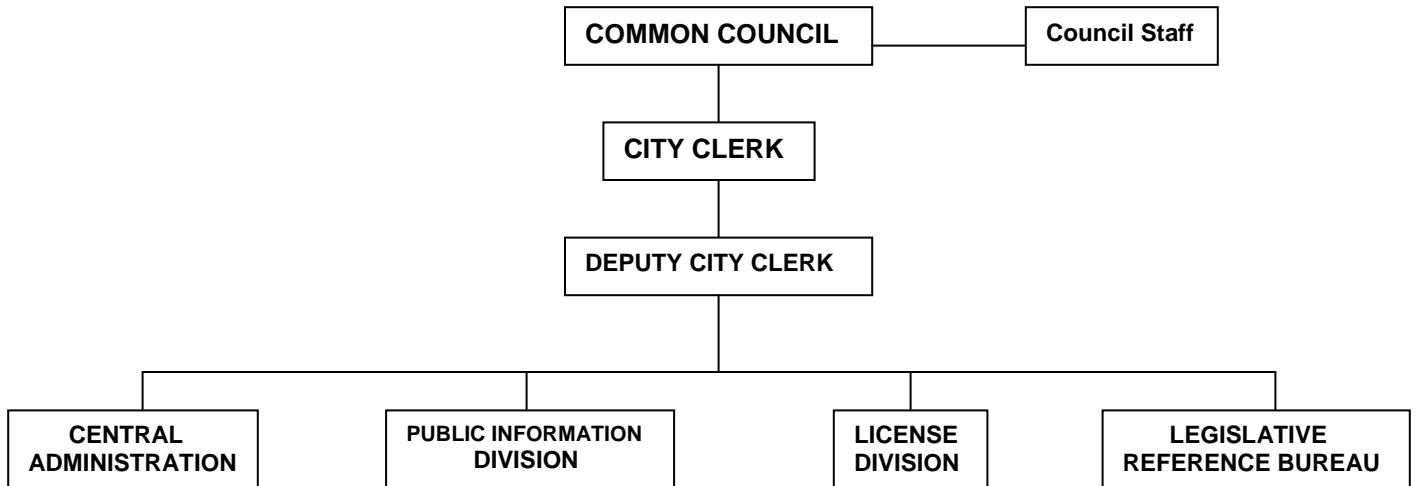 COMMON COUNCIL
Council Staff
CITY CLERK
DEPUTY CITY CLERK
CENTRAL
ADMINISTRATION
PUBLIC INFORMATION
DIVISION
LICENSE
DIVISION
LEGISLATIVE
REFERENCE BUREAU